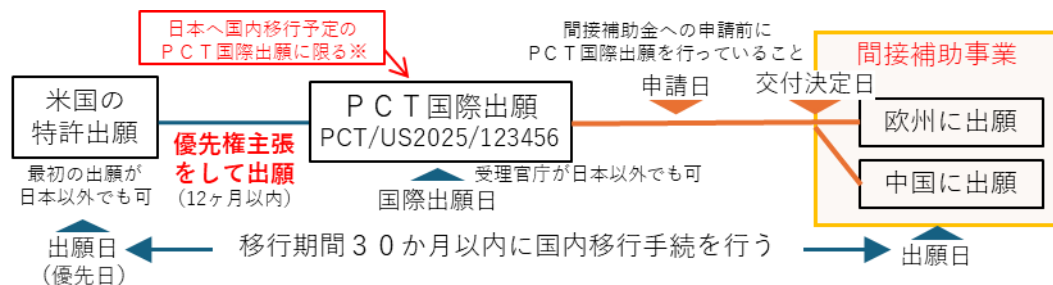 日本へ国内移行予定の
ＰＣＴ国際出願に限る※
間接補助金への申請前に
ＰＣＴ国際出願を行っていること
間接補助事業
申請日
交付決定日
米国の
特許出願
ＰＣＴ国際出願
PCT/US2025/123456
欧州に出願
中国に出願
優先権主張
をして出願
（12ヶ月以内）
最初の出願が
日本以外でも可
受理官庁が日本以外でも可
国際出願日
出願日
（優先日）
移行期間３０か月以内に国内移行手続を行う
出願日